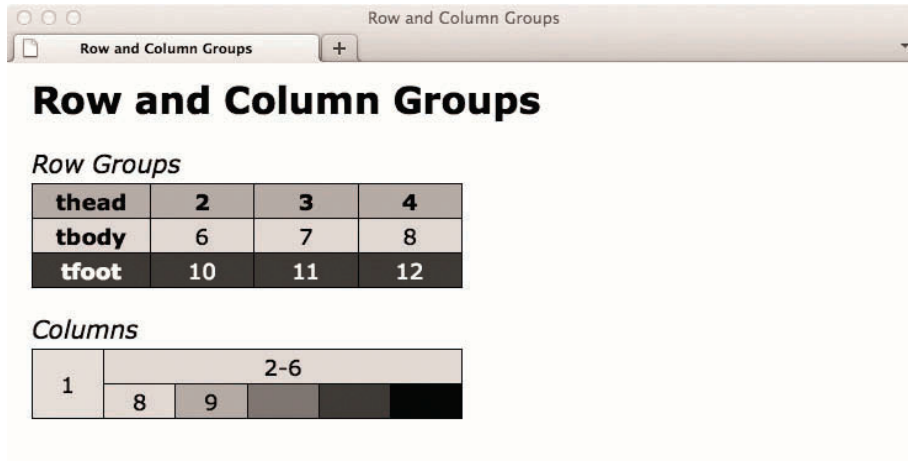 Row and Column Groups
Row and Column Groups +
Row and Column Groups
Row Groups
thead 2 3 4
tbody 6 7 8
tfoot 10 11 12
Columns
1 2-6
8 9